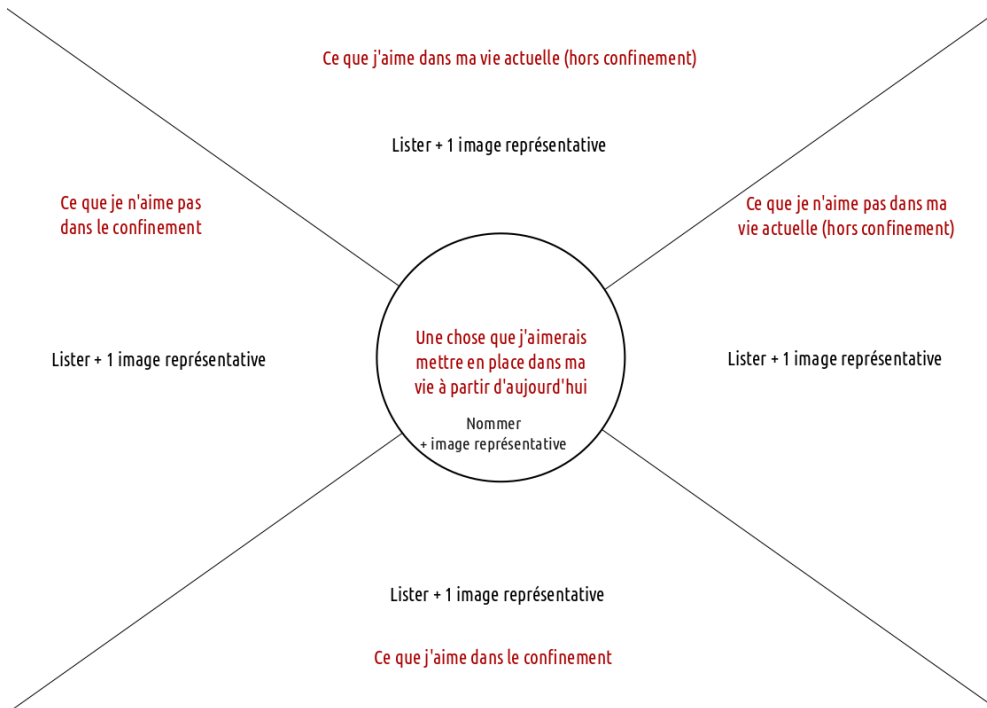 Ce que j'aime dans ma vie actuelle (hors confinement)
Lister + 1 image représentative
Ce que je n'aime pas
dans le confinement
Lister + 1 image représentative
Une chose que j'aimerais
mettre en place dans ma
vie à partir d'aujourd'hui
Nommer
+ image représentative
Ce que je n'aime pas dans ma
vie actuelle (hors confinement)
Lister + 1 image représentative
Lister + 1 image représentative
Ce que j'aime dans le confinement